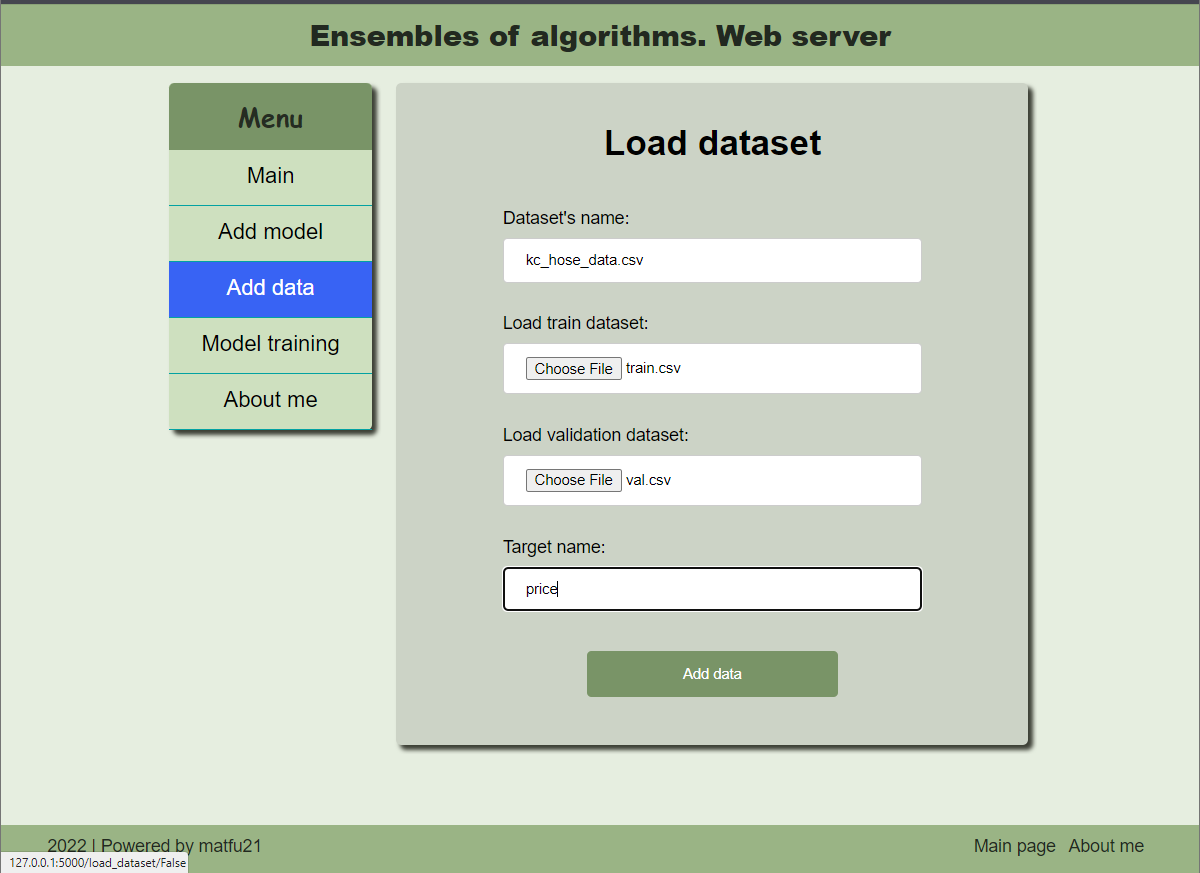 Ensembles of algorithms. Web server
Menu
Main
Add model
Add data
Model training
About me
Load dataset
Dataset's name:
kc_hose_data.csv
Load train dataset:
Choose File train.csv
Load validation dataset:
Choose File val.csv
Target name:
price
Add data
2022 | Powered by matfu21
Main page About me
127.0.0.1:5000/load_dataset/False